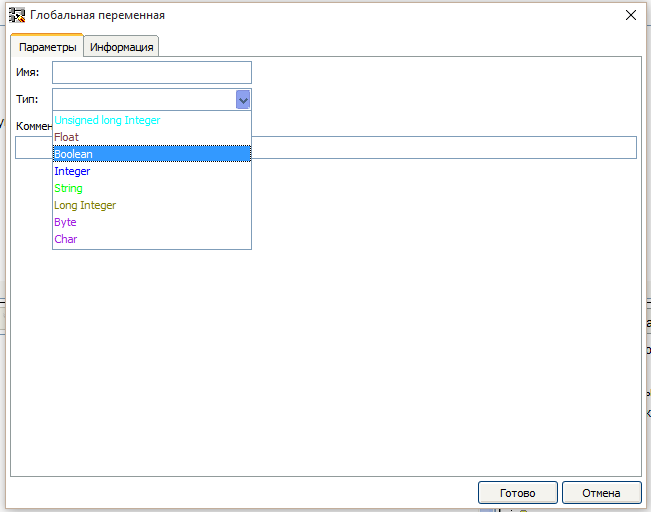 Глобальная переменная
Параметры Информация
Имя:
Тип:
Unsigned long Integer
Float
Boolean
Integer
String
Long Integer
Byte
Char
Готово Отмена